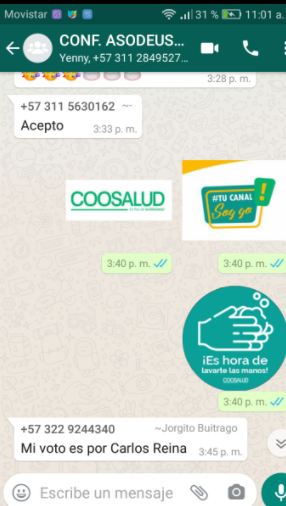 Movistar 31 % 11:01 a.
CONF. ASODEUS...
Yenny, +57 311 2849527...
3:28 p. m.
+57 311 5630162 ~-
Acepto 3:33 p. m.
COOSALUD
#TU CANAL
Soy yo
3:40 p. m. 3:40 p. m.
¡Es hora de
lavarte las manos!
COOSALUD
3:40 p. m.
+57 322 9244340 ~Jorgito Buitrago
Mi voto es por Carlos Reina 3:45 p. m.
Escribe un mensaje